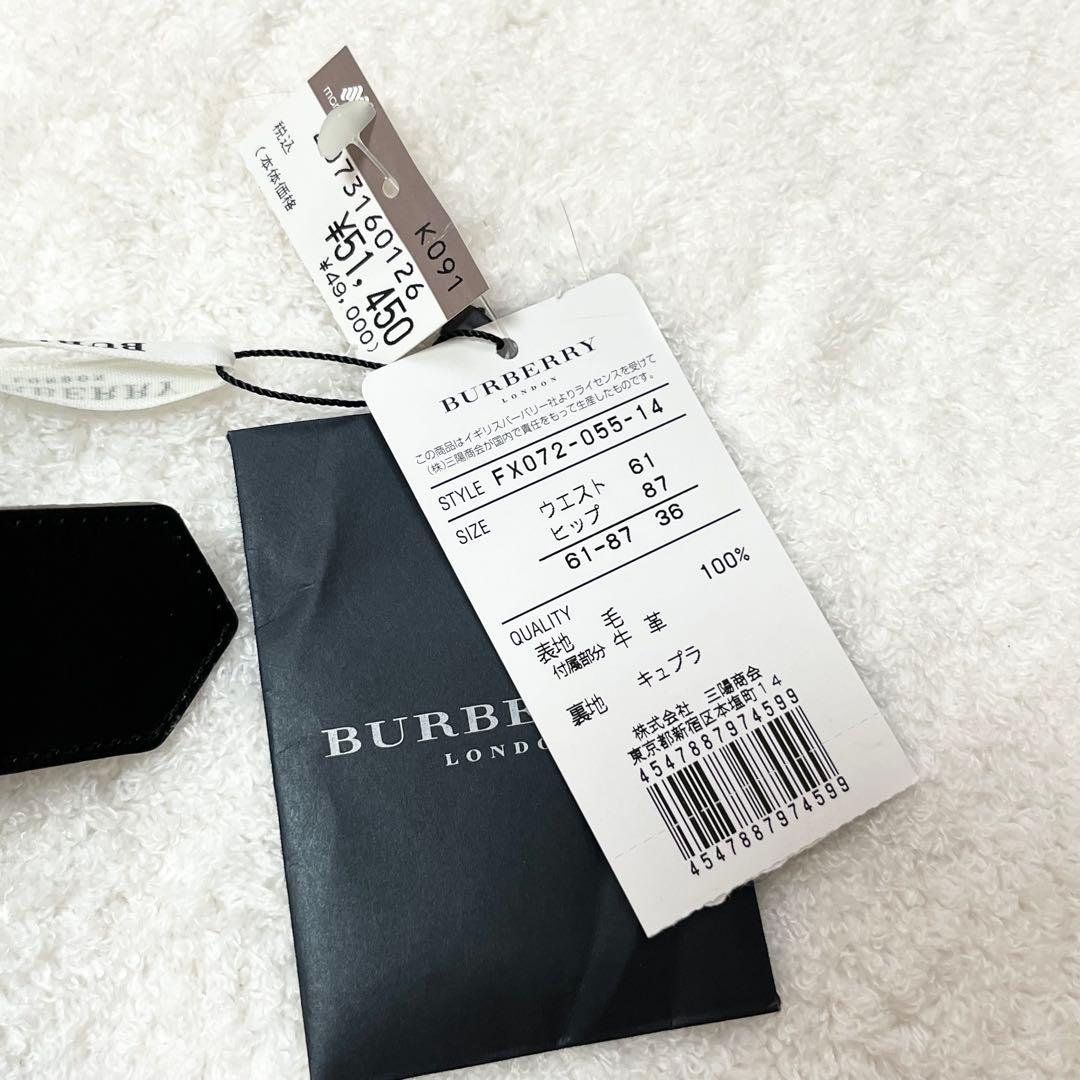 K091
07316012​6
税込 ¥51,450
(本体価格 ¥49,000)
BURBERRY
LONDON
BURBERRY
LONDON
この商品はイギリスバーバリー社よりライセンスを受けて
(株)三陽商会が国内で責任をもって生産したものです。
STYLE FX072-055-14
SIZE ウエスト 61
ヒップ 87
61-87 36
QUALITY 100%
表地 毛
付属部分 牛 革
裏地 キュプラ
株式会社 三陽商会
東京都新宿区本塩町14
4547887974599
4547887974599
BURBE
LONDO